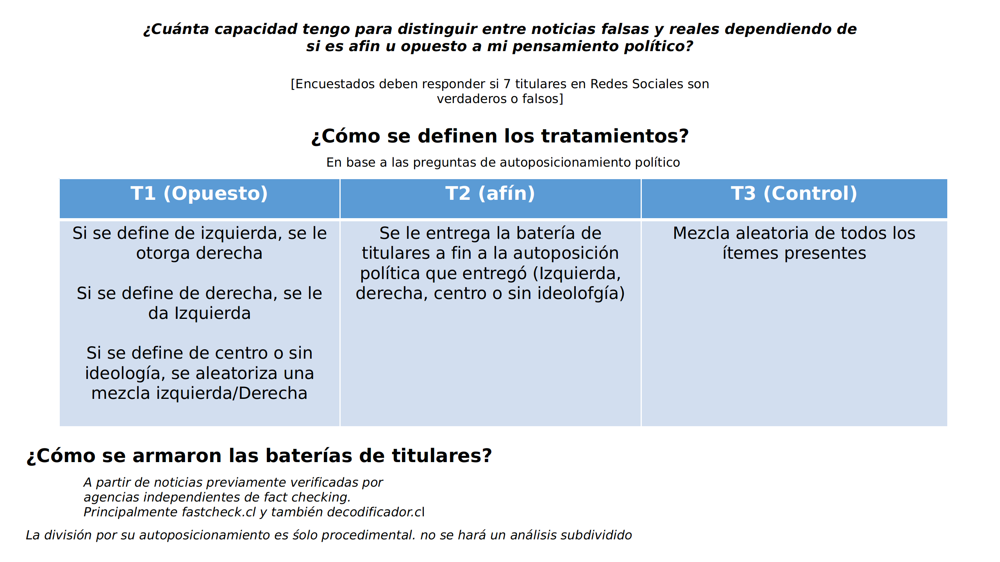 ¿Cuánta capacidad tengo para distinguir entre noticias falsas y reales dependiendo de
si es afin u opuesto a mi pensamiento político?
[Encuestados deben responder si 7 titulares en Redes Sociales son
verdaderos o falsos]
¿Cómo se definen los tratamientos?
En base a las preguntas de autoposicionamiento político
T1 (Opuesto)
Si se define de izquierda, se le
otorga derecha
Si se define de derecha, se le
da Izquierda
Si se define de centro o sin
ideología, se aleatoriza una
mezcla izquierda/Derecha
T2 (afín)
Se le entrega la batería de
titulares a fin a la autoposición
política que entregó (Izquierda,
derecha, centro o sin ideolofgía)
T3 (Control)
Mezcla aleatoria de todos los
ítemes presentes
¿Cómo se armaron las baterías de titulares?
A partir de noticias previamente verificadas por
agencias independientes de fact checking.
Principalmente fastcheck.cl y también decodificador.cl
La división por su autoposicionamiento es śolo procedimental. no se hará un análisis subdividido